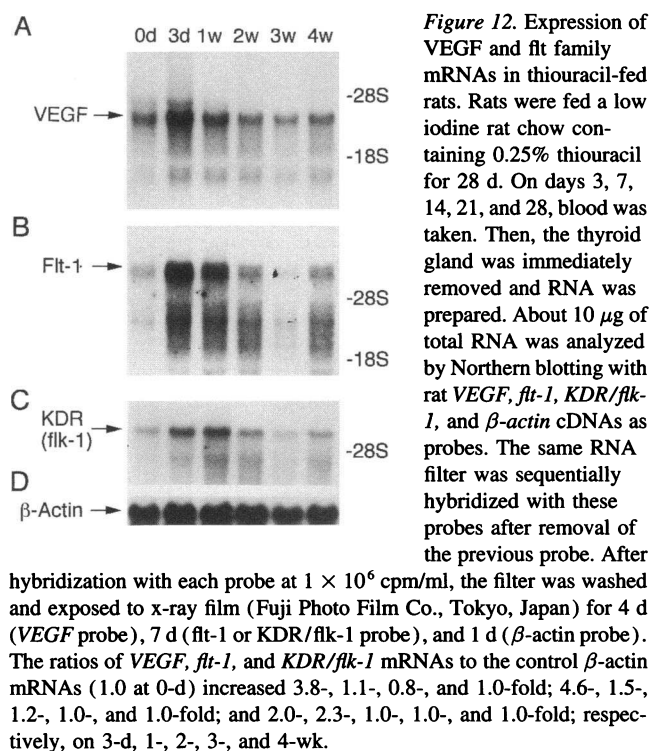 A
0d 3d 1w 2w 3w 4w
VEGF
-28S
-18S
B
Flt-1
-28S
-18S
C
KDR
(flk-1)
-28S
D
β-Actin
Figure 12. Expression of
VEGF and flt family
mRNAs in thiouracil-fed
rats. Rats were fed a low
iodine rat chow con-
taining 0.25% thiouracil
for 28 d. On days 3, 7,
14, 21, and 28, blood was
taken. Then, the thyroid
gland was immediately
removed and RNA was
prepared. About 10 μg of
total RNA was analyzed
by Northern blotting with
rat VEGF, flt-1, KDR/flk-
1, and β-actin cDNAs as
probes. The same RNA
filter was sequentially
hybridized with these
probes after removal of
the previous probe. After
hybridization with each probe at 1 × 10⁶ cpm/ml, the filter was washed
and exposed to x-ray film (Fuji Photo Film Co., Tokyo, Japan) for 4 d
(VEGF probe), 7 d (flt-1 or KDR/flk-1 probe), and 1 d (β-actin probe).
The ratios of VEGF, flt-1, and KDR/flk-1 mRNAs to the control β-actin
mRNAs (1.0 at 0-d) increased 3.8-, 1.1-, 0.8-, and 1.0-fold; 4.6-, 1.5-,
1.2-, 1.0-, and 1.0-fold; and 2.0-, 2.3-, 1.0-, 1.0-, and 1.0-fold; respec-
tively, on 3-d, 1-, 2-, 3-, and 4-wk.